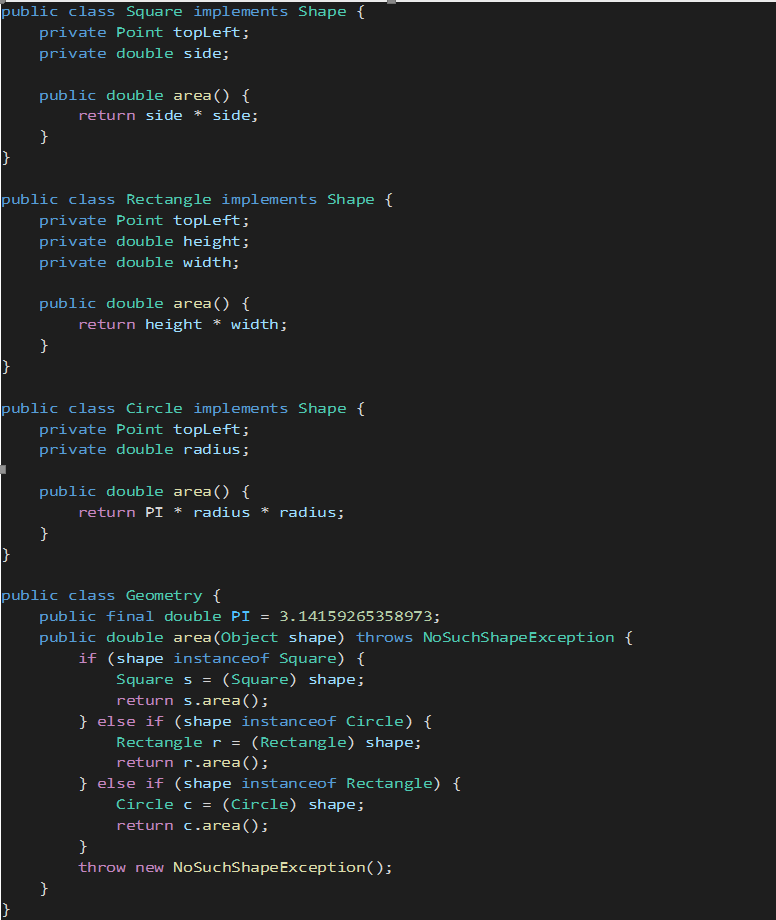 public class Square implements Shape {
    private Point topLeft;
    private double side;

    public double area() {
        return side * side;
    }
}

public class Rectangle implements Shape {
    private Point topLeft;
    private double height;
    private double width;

    public double area() {
        return height * width;
    }
}

public class Circle implements Shape {
    private Point topLeft;
    private double radius;

    public double area() {
        return PI * radius * radius;
    }
}

public class Geometry {
    public final double PI = 3.14159265358973;
    public double area(Object shape) throws NoSuchShapeException {
        if (shape instanceof Square) {
            Square s = (Square) shape;
            return s.area();
        } else if (shape instanceof Circle) {
            Rectangle r = (Rectangle) shape;
            return r.area();
        } else if (shape instanceof Rectangle) {
            Circle c = (Circle) shape;
            return c.area();
        }
        throw new NoSuchShapeException();
    }
}